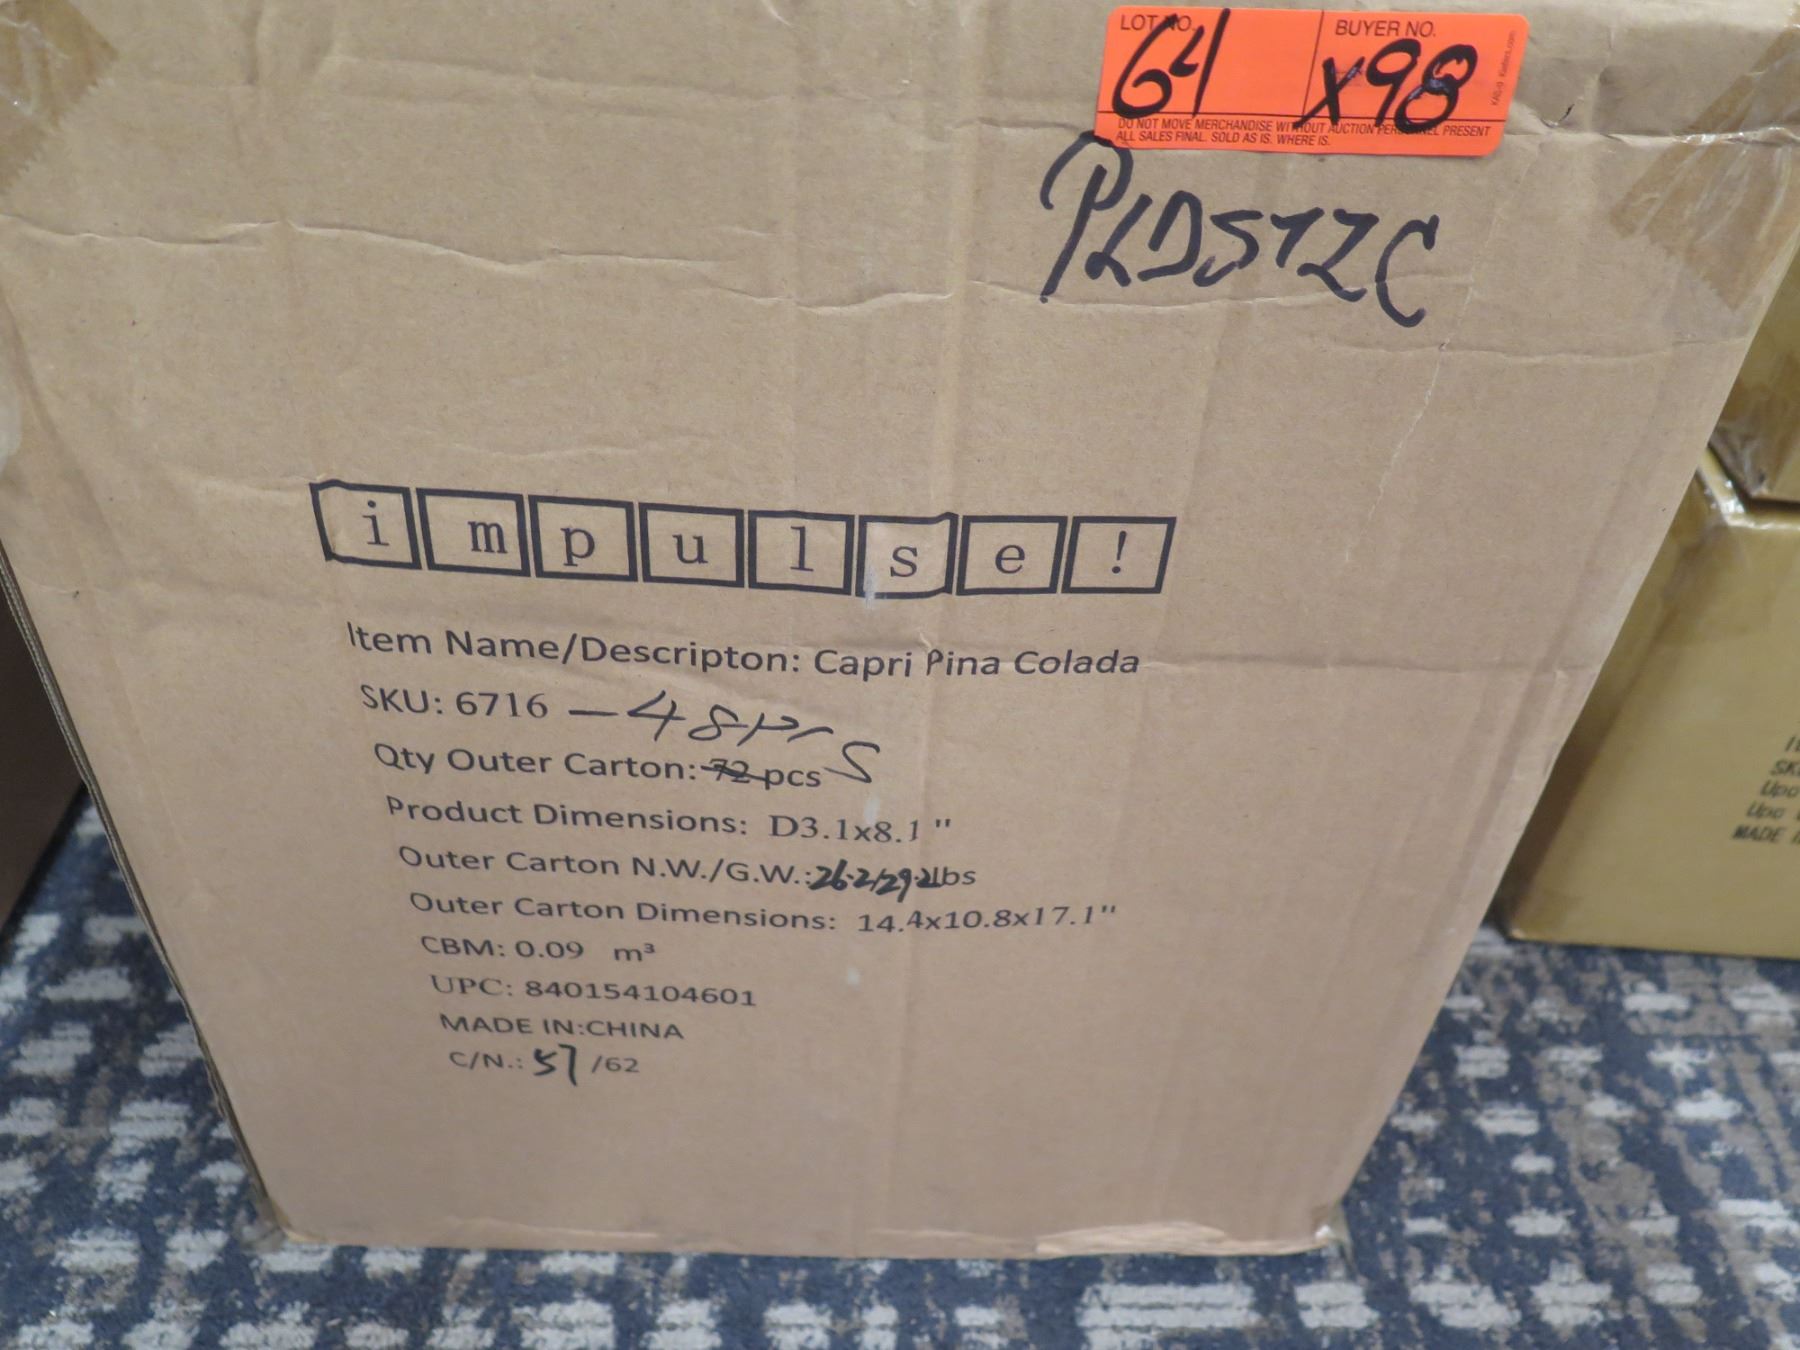 LOT NO. BUYER NO.
64 x98
DO NOT MOVE MERCHANDISE WITHOUT AUCTION PERSONNEL PRESENT
ALL SALES FINAL. SOLD AS IS. WHERE IS.
impulse!
Item Name/Descripton: Capri Pina Colada
SKU: 6716 - 48pcs
Qty Outer Carton: 72 pcs
Product Dimensions: D3.1x8.1"
Outer Carton N.W./G.W.:26.2/29.2lbs
Outer Carton Dimensions: 14.4x10.8x17.1"
CBM: 0.09 m³
UPC: 840154104601
MADE IN:CHINA
C/N.: 57 /62
MADE